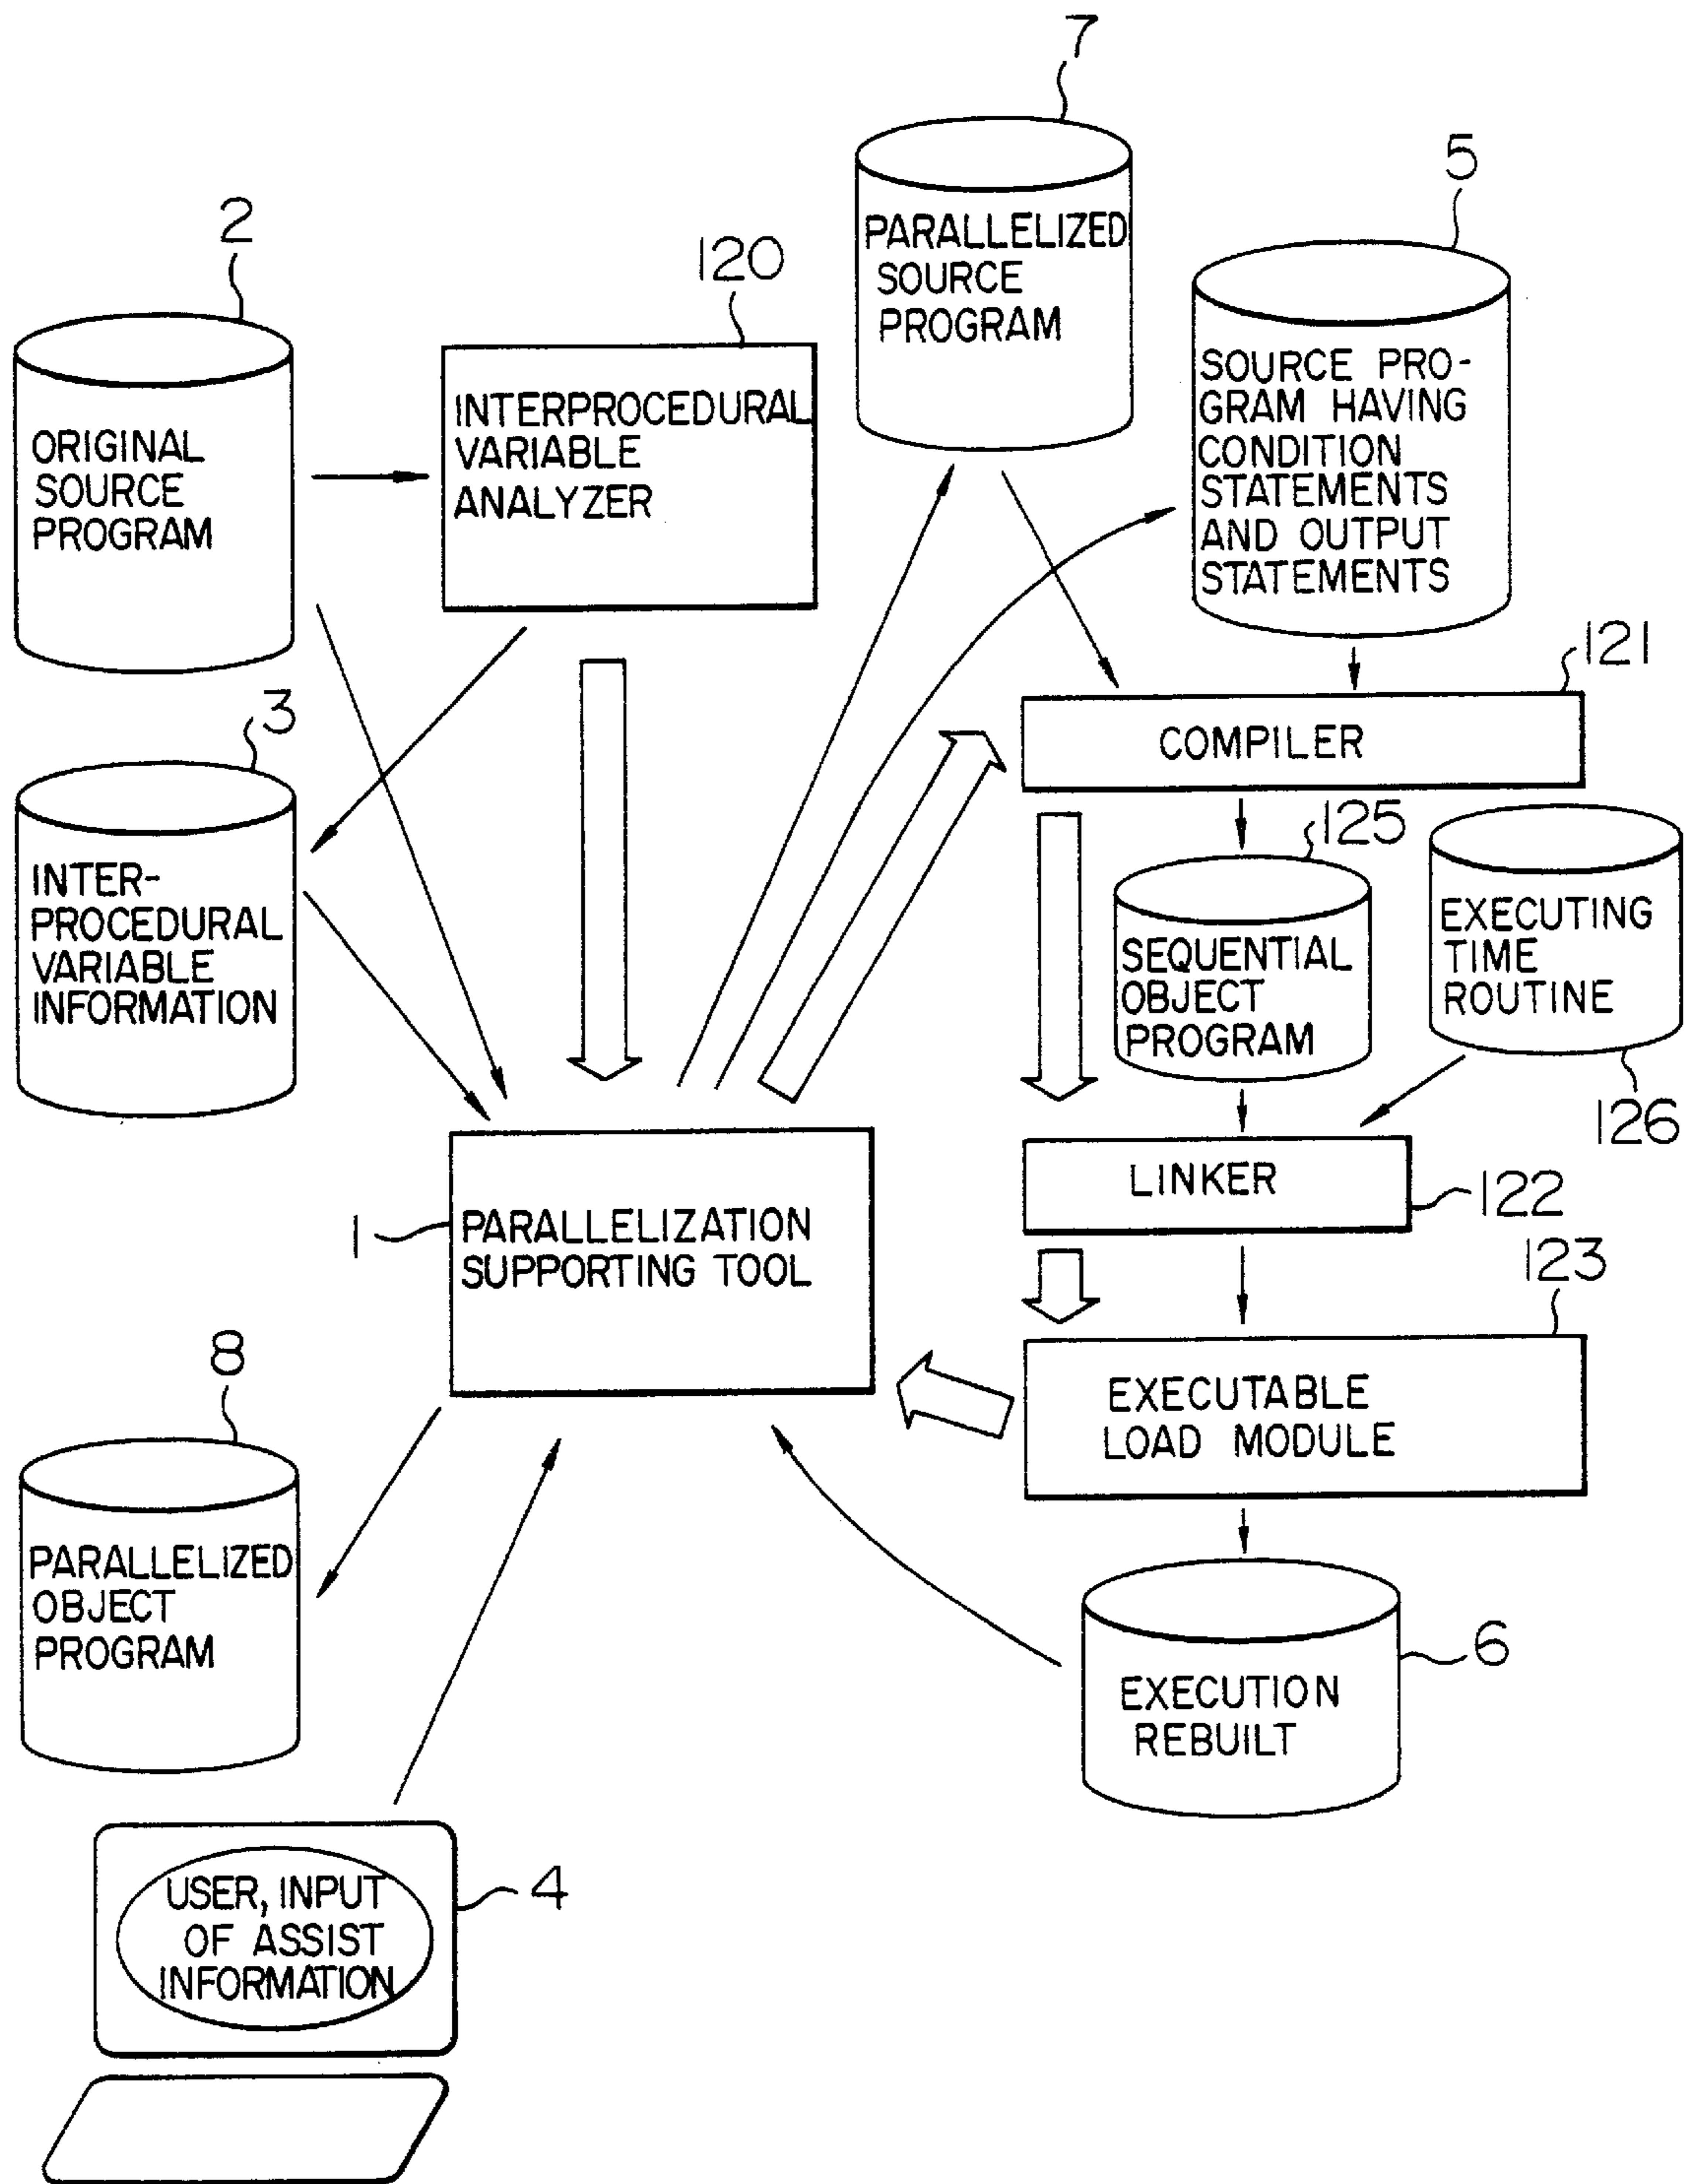 7
PARALLELIZED
SOURCE
PROGRAM
5
SOURCE PRO-
GRAM HAVING
CONDITION
STATEMENTS
AND OUTPUT
STATEMENTS
2
ORIGINAL
SOURCE
PROGRAM
120
INTERPROCEDURAL
VARIABLE
ANALYZER
121
COMPILER
3
INTER-
PROCEDURAL
VARIABLE
INFORMATION
125
SEQUENTIAL
OBJECT
PROGRAM
EXECUTING
TIME
ROUTINE
126
LINKER
122
1
PARALLELIZATION
SUPPORTING TOOL
123
EXECUTABLE
LOAD MODULE
8
PARALLELIZED
OBJECT
PROGRAM
6
EXECUTION
REBUILT
USER, INPUT
OF ASSIST
INFORMATION
4